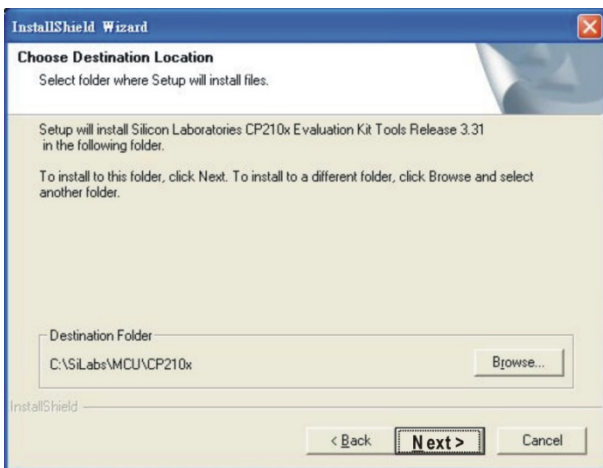 InstallShield Wizard
Choose Destination Location
Select folder where Setup will install files.
Setup will install Silicon Laboratories CP210x Evaluation Kit Tools Release 3.31
in the following folder.
To install to this folder, click Next. To install to a different folder, click Browse and select
another folder.
Destination Folder
C:\SiLabs\MCU\CP210x
Browse...
InstallShield
< Back
Next >
Cancel